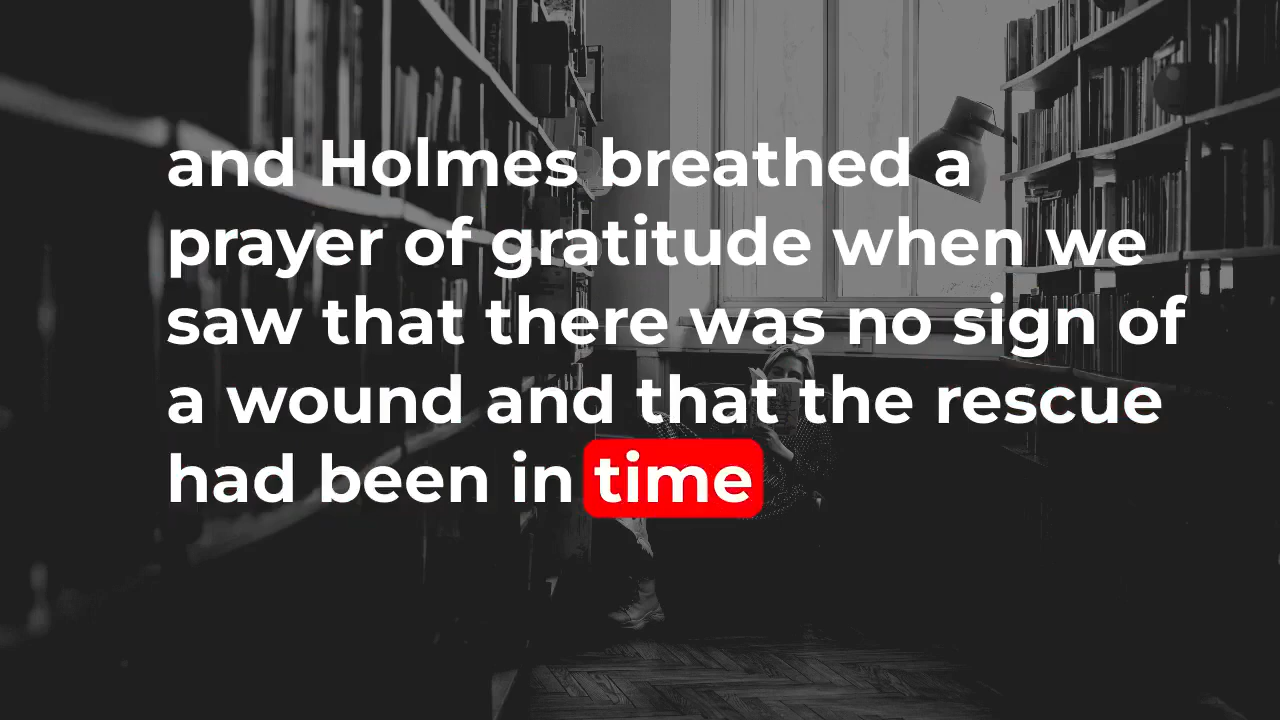 and Holmes breathed a
prayer of gratitude when we
saw that there was no sign of
a wound and that the rescue
had been in time